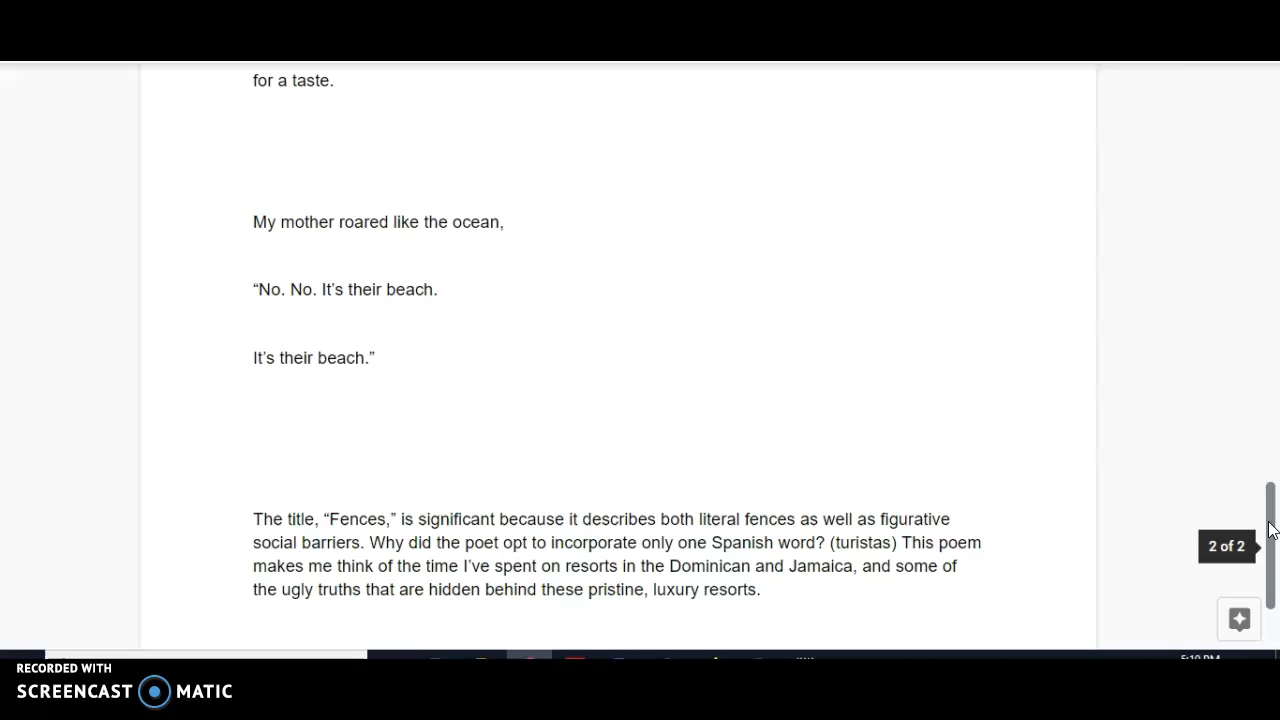 for a taste.
My mother roared like the ocean,
“No. No. It’s their beach.
It’s their beach.”
The title, “Fences,” is significant because it describes both literal fences as well as figurative
social barriers. Why did the poet opt to incorporate only one Spanish word? (turistas) This poem
makes me think of the time I’ve spent on resorts in the Dominican and Jamaica, and some of
the ugly truths that are hidden behind these pristine, luxury resorts.
2 of 2
5:10 PM
RECORDED WITH
SCREENCAST MATIC